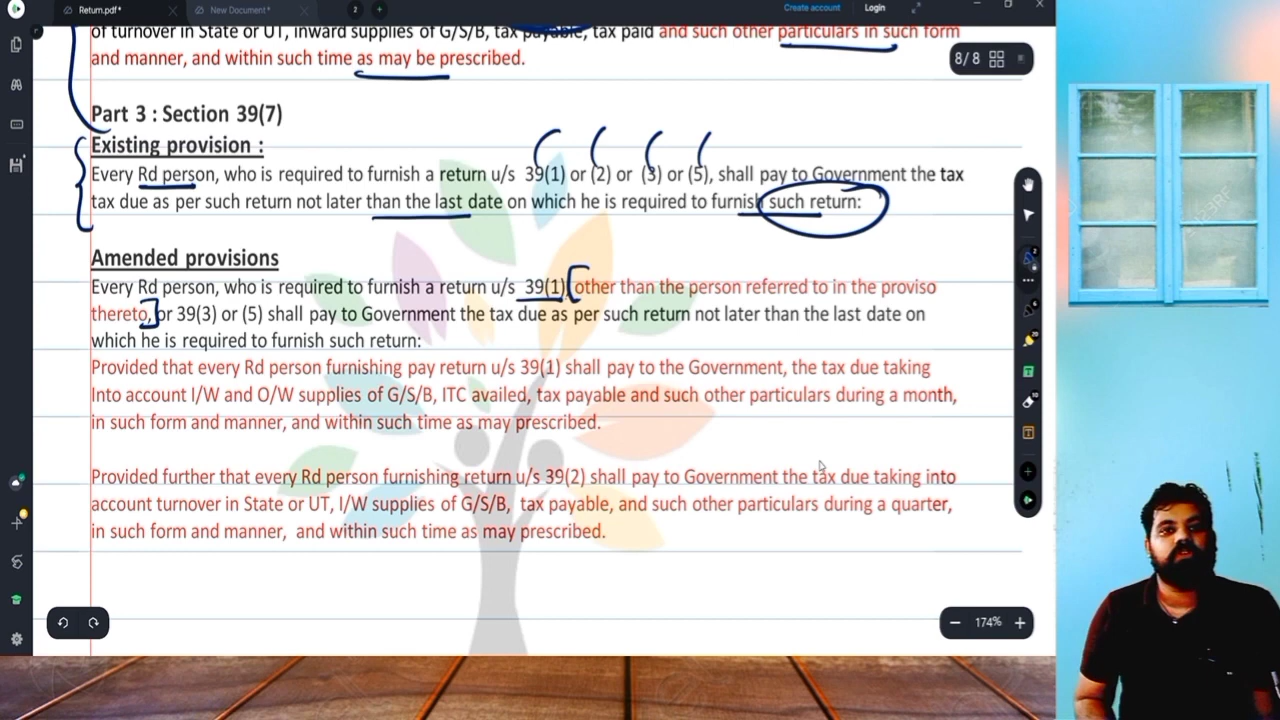 Return.pdf*
New Document*
2
Create account
Login
of turnover in State or UT, inward supplies of G/S/B, tax payable, tax paid and such other particulars in such form
and manner, and within such time as may be prescribed.
8/8
Part 3 : Section 39(7)
Existing provision :
Every Rd person, who is required to furnish a return u/s 39(1) or (2) or (3) or (5), shall pay to Government the tax
tax due as per such return not later than the last date on which he is required to furnish such return:
Amended provisions
Every Rd person, who is required to furnish a return u/s 39(1) [other than the person referred to in the proviso
thereto,] or 39(3) or (5) shall pay to Government the tax due as per such return not later than the last date on
which he is required to furnish such return:
Provided that every Rd person furnishing pay return u/s 39(1) shall pay to the Government, the tax due taking
Into account I/W and O/W supplies of G/S/B, ITC availed, tax payable and such other particulars during a month,
in such form and manner, and within such time as may prescribed.
Provided further that every Rd person furnishing return u/s 39(2) shall pay to Government the tax due taking into
account turnover in State or UT, I/W supplies of G/S/B, tax payable, and such other particulars during a quarter,
in such form and manner, and within such time as may prescribed.
174%